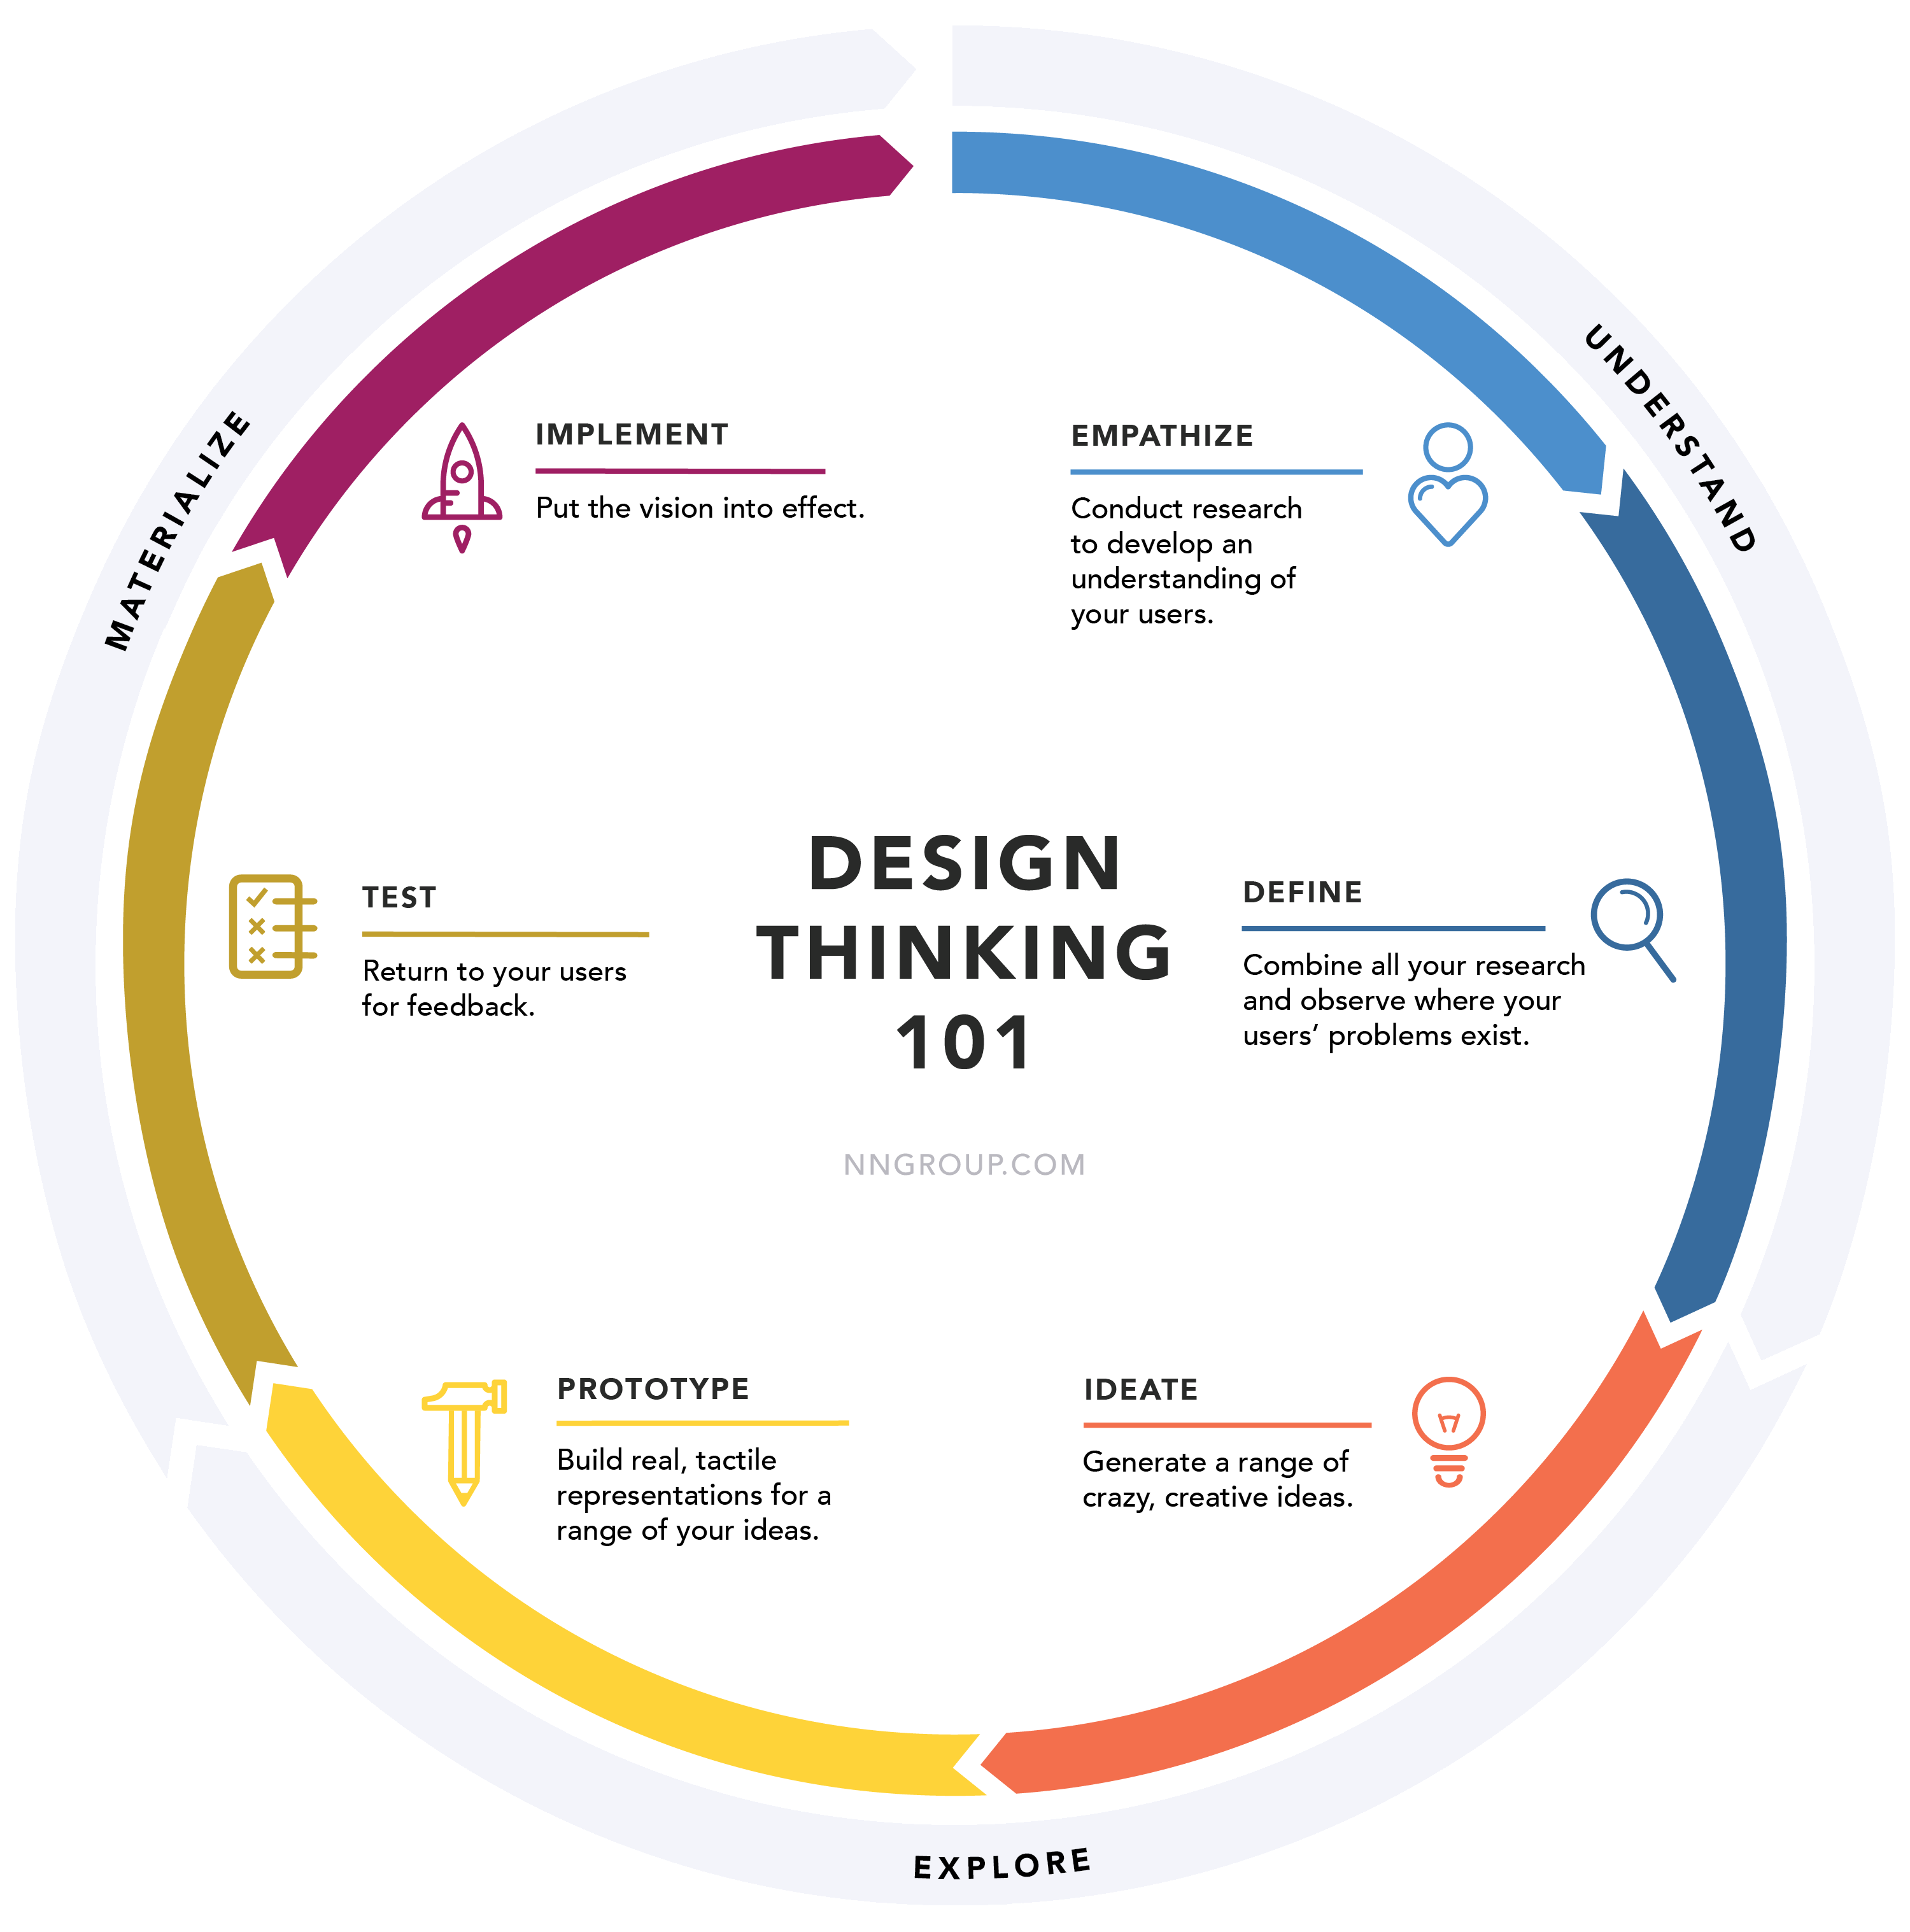 UNDERSTAND
EMPATHIZE
Conduct research
to develop an
understanding of
your users.
DEFINE
Combine all your research
and observe where your
users’ problems exist.
EXPLORE
IDEATE
Generate a range of
crazy, creative ideas.
PROTOTYPE
Build real, tactile
representations for a
range of your ideas.
MATERIALIZE
TEST
Return to your users
for feedback.
IMPLEMENT
Put the vision into effect.
DESIGN
THINKING
101
NNGROUP.COM